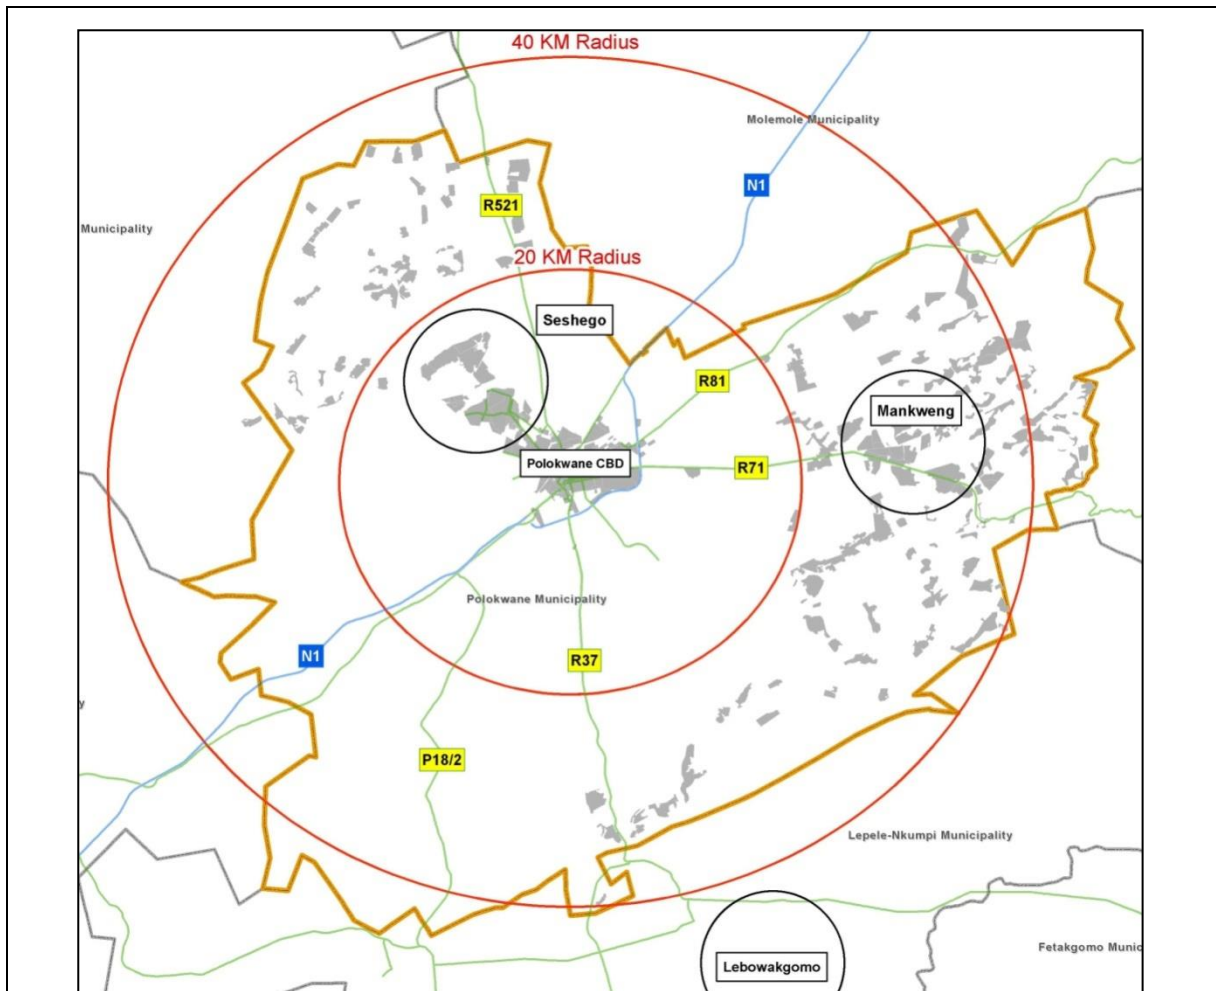 40 KM Radius
Molemole Municipality
N1
R521
Municipality
20 KM Radius
Seshego
R81
Mankweng
Polokwane CBD
R71
Polokwane Municipality
N1
R37
y
P18/2
Lepele-Nkumpi Municipality
Fetakgomo Munic
Lebowakgomo